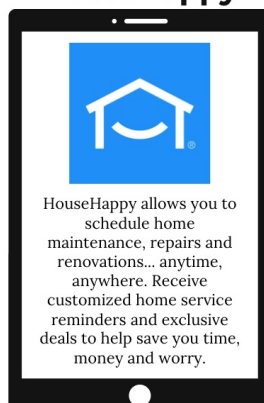 HouseHappy allows you to
schedule home
maintenance, repairs and
renovations... anytime,
anywhere. Receive
customized home service
reminders and exclusive
deals to help save you time,
money and worry.